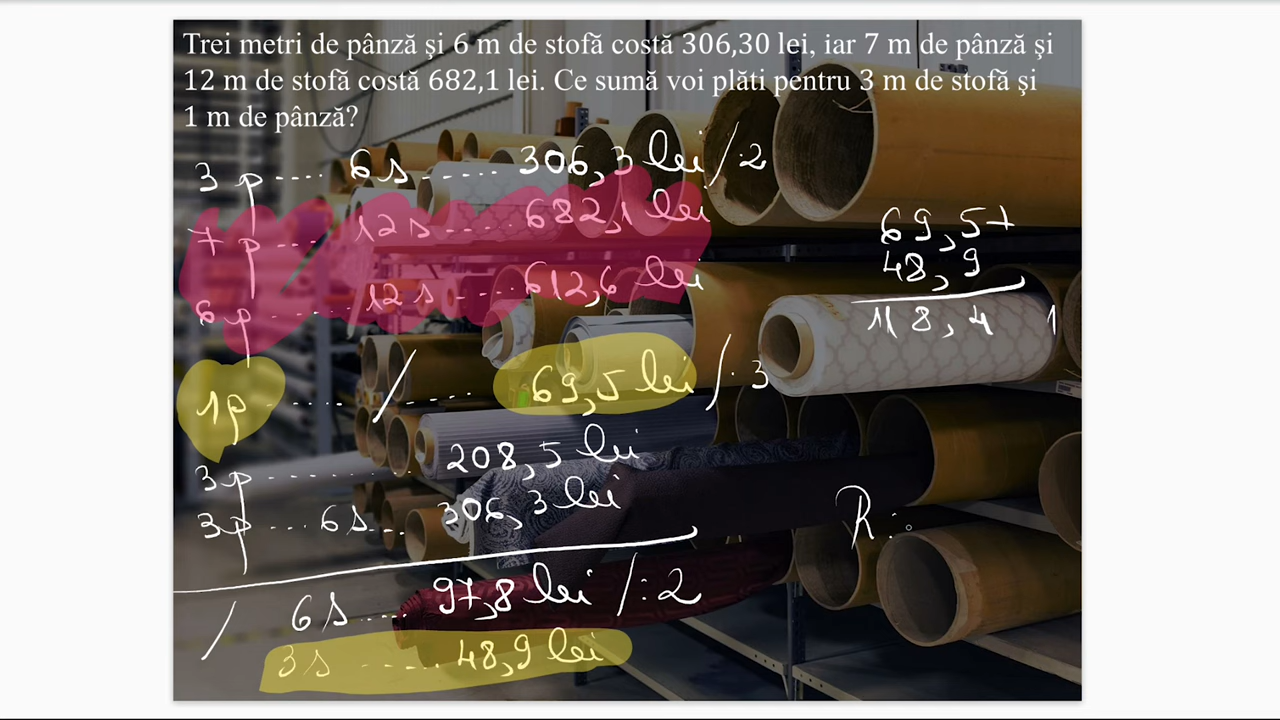 Trei metri de pânză și 6 m de stofă costă 306,30 lei, iar 7 m de pânză și
12 m de stofă costă 682,1 lei. Ce sumă voi plăti pentru 3 m de stofă și
1 m de pânză?
3 p .... 6 s ...... 306,3 lei /·2
7 p ... 12 s ..... 682,1 lei
6 p ..... 12 s .... 612,6 lei
1p ...... / ..... 69,5 lei /·3
3p ............ 208,5 lei
3p ... 6 s ... 306,3 lei
/ 6 s .... 97,8 lei /:2
3 s ...... 48,9 lei
69,5+
48,9
118,4 1
R: